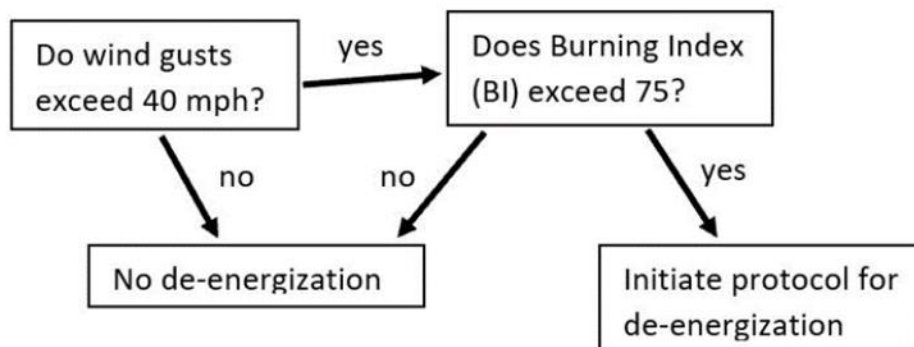 Do wind gusts
exceed 40 mph?
yes
Does Burning Index
(BI) exceed 75?
no
no
yes
No de-energization
Initiate protocol for
de-energization